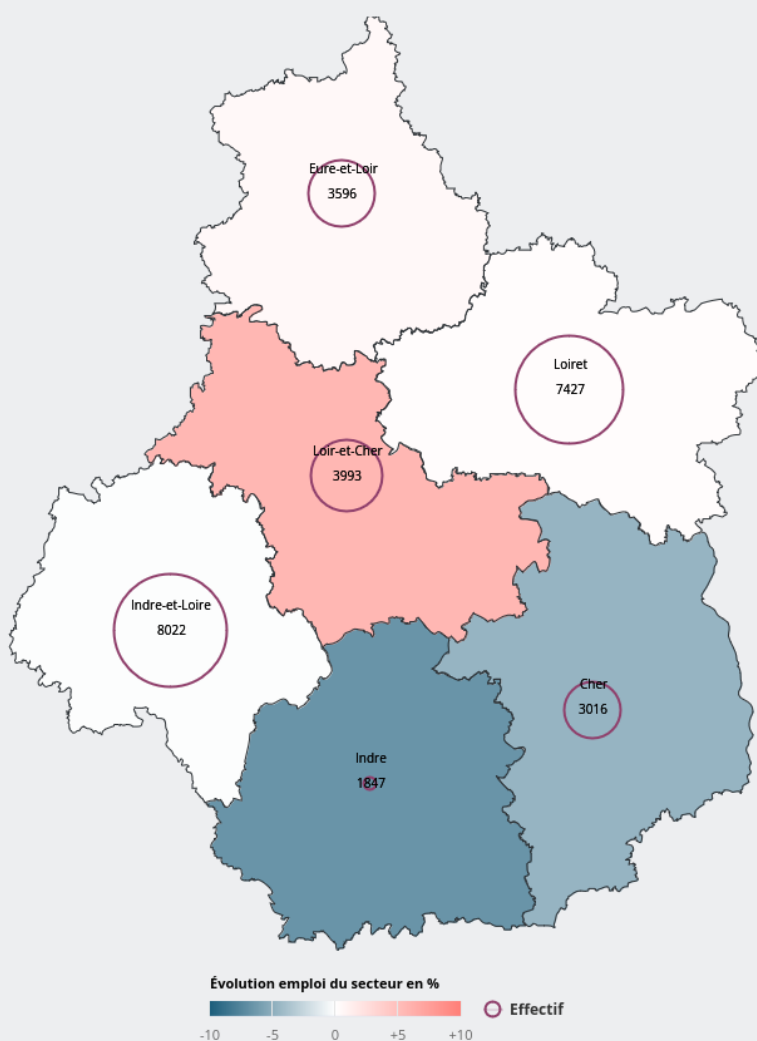 Eure-et-Loir
3596
Loiret
7427
Loir-et-Cher
3993
Indre-et-Loire
8022
Cher
3016
Indre
1847
Évolution emploi du secteur en %
-10 -5 0 +5 +10
Effectif